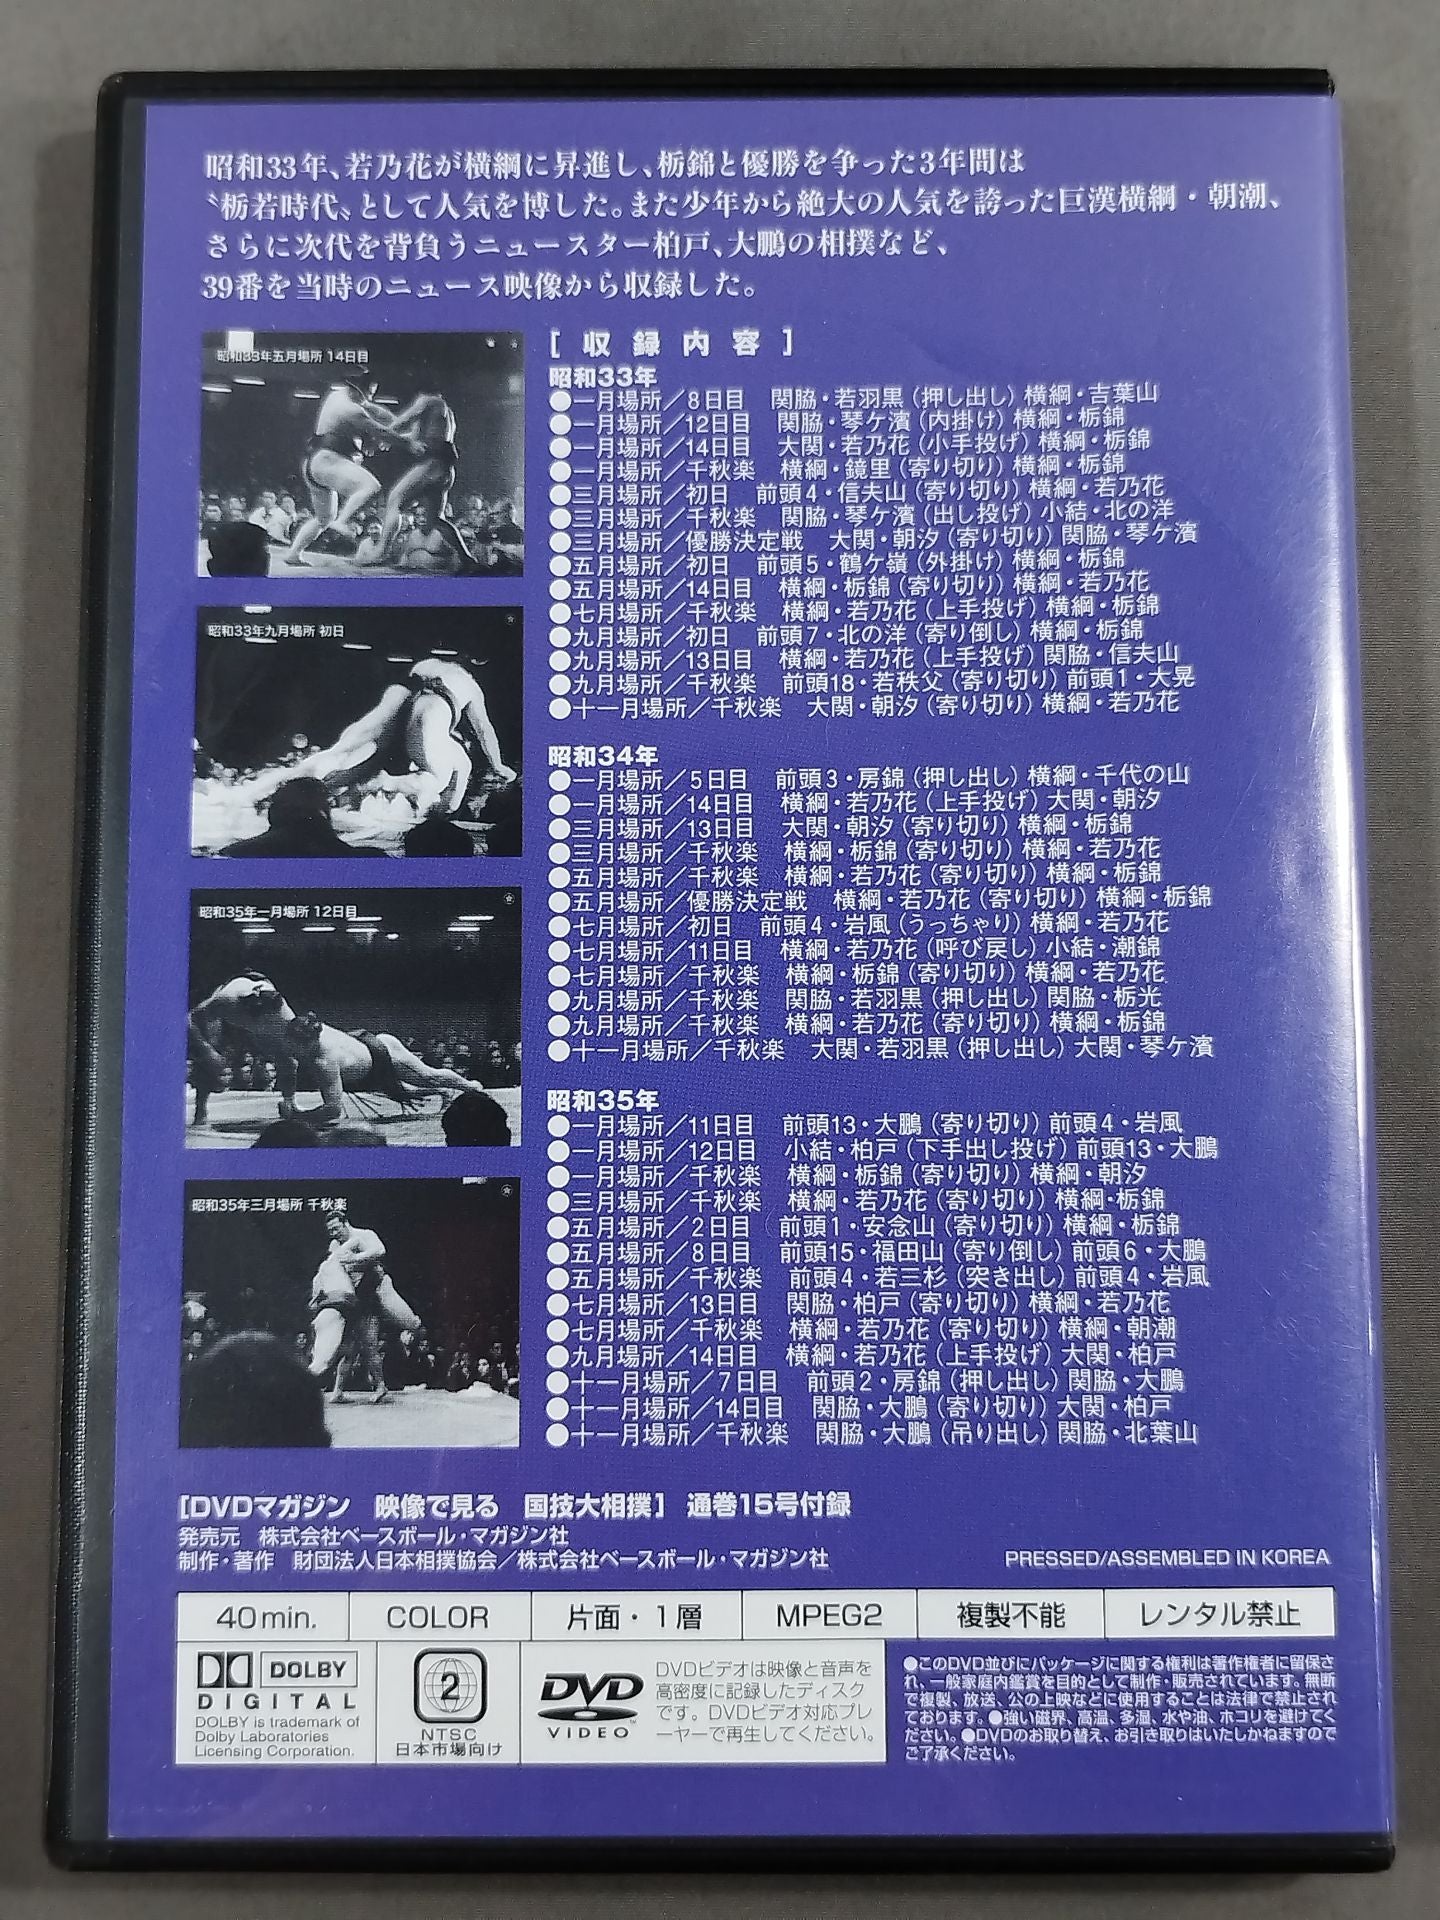 昭和33年、若乃花が横綱に昇進し、栃錦と優勝を争った3年間は
〝栃若時代〟として人気を博した。また少年から絶大の人気を誇った巨漢横綱・朝潮、
さらに次代を背負うニュースター柏戸、大鵬の相撲など、
39番を当時のニュース映像から収録した。
昭和33年五月場所 14日目
昭和33年九月場所 初日
昭和35年一月場所 12日目
昭和35年三月場所 千秋楽
[収録内容]
昭和33年
●一月場所／8日目 関脇・若羽黒（押し出し）横綱・吉葉山
●一月場所／12日目 関脇・琴ケ濱（内掛け）横綱・栃錦
●一月場所／14日目 大関・若乃花（小手投げ）横綱・栃錦
●一月場所／千秋楽 横綱・鏡里（寄り切り）横綱・栃錦
●三月場所／初日 前頭4・信夫山（寄り切り）横綱・若乃花
●三月場所／千秋楽 関脇・琴ケ濱（出し投げ）小結・北の洋
●三月場所／優勝決定戦 大関・朝汐（寄り切り）関脇・琴ケ濱
●五月場所／初日 前頭5・鶴ケ嶺（外掛け）横綱・栃錦
●五月場所／14日目 横綱・栃錦（寄り切り）横綱・若乃花
●七月場所／千秋楽 横綱・若乃花（上手投げ）横綱・栃錦
●九月場所／初日 前頭7・北の洋（寄り倒し）横綱・栃錦
●九月場所／13日目 横綱・若乃花（上手投げ）関脇・信夫山
●九月場所／千秋楽 前頭18・若秩父（寄り切り）前頭1・大晃
●十一月場所／千秋楽 大関・朝汐（寄り切り）横綱・若乃花
昭和34年
●一月場所／5日目 前頭3・房錦（押し出し）横綱・千代の山
●一月場所／14日目 横綱・若乃花（上手投げ）大関・朝汐
●三月場所／13日目 大関・朝汐（寄り切り）横綱・栃錦
●三月場所／千秋楽 横綱・栃錦（寄り切り）横綱・若乃花
●五月場所／千秋楽 横綱・若乃花（寄り切り）横綱・栃錦
●五月場所／優勝決定戦 横綱・若乃花（寄り切り）横綱・栃錦
●七月場所／初日 前頭4・岩風（うっちゃり）横綱・若乃花
●七月場所／11日目 横綱・若乃花（呼び戻し）小結・潮錦
●七月場所／千秋楽 横綱・栃錦（寄り切り）横綱・若乃花
●九月場所／千秋楽 関脇・若羽黒（押し出し）関脇・栃光
●九月場所／千秋楽 横綱・若乃花（寄り切り）横綱・栃錦
●十一月場所／千秋楽 大関・若羽黒（押し出し）大関・琴ケ濱
昭和35年
●一月場所／11日目 前頭13・大鵬（寄り切り）前頭4・岩風
●一月場所／12日目 小結・柏戸（下手出し投げ）前頭13・大鵬
●一月場所／千秋楽 横綱・栃錦（寄り切り）横綱・朝汐
●三月場所／千秋楽 横綱・若乃花（寄り切り）横綱・栃錦
●五月場所／2日目 前頭1・安念山（寄り切り）横綱・栃錦
●五月場所／8日目 前頭15・福田山（寄り倒し）前頭6・大鵬
●五月場所／千秋楽 前頭4・若三杉（突き出し）前頭4・岩風
●七月場所／13日目 関脇・柏戸（寄り切り）横綱・若乃花
●七月場所／千秋楽 横綱・若乃花（寄り切り）横綱・朝潮
●九月場所／14日目 横綱・若乃花（上手投げ）大関・柏戸
●十一月場所／7日目 前頭2・房錦（押し出し）関脇・大鵬
●十一月場所／14日目 関脇・大鵬（寄り切り）大関・柏戸
●十一月場所／千秋楽 関脇・大鵬（吊り出し）関脇・北葉山
[DVDマガジン 映像で見る 国技大相撲] 通巻15号付録
発売元 株式会社ベースボール・マガジン社
制作・著作 財団法人日本相撲協会／株式会社ベースボール・マガジン社
PRESSED/ASSEMBLED IN KOREA
40min. COLOR 片面・1層 MPEG2 複製不能 レンタル禁止
DOLBY
DIGITAL
DOLBY is trademark of
Dolby Laboratories
Licensing Corporation.
2
NTSC
日本市場向け
DVD
VIDEO
DVDビデオは映像と音声を
高密度に記録したディスク
です。DVDビデオ対応プレ
ーヤーで再生してください。
●このDVD並びにパッケージに関する権利は著作権者に留保さ
れ、一般家庭内鑑賞を目的として制作・販売されています。無断
で複製、放送、公の上映などに使用することは法律で禁止され
ております。●強い磁界、高温、多湿、水や油、ホコリを避けてく
ださい。●DVDのお取り替え、お引き取りはいたしかねますので
ご了承ください。